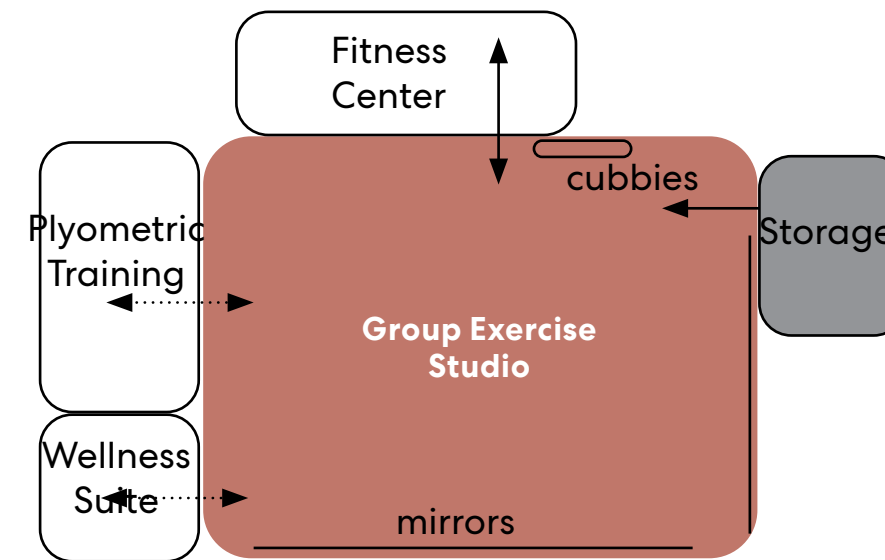 Fitness
Center
cubbies
Plyometric
Training
Storage
Group Exercise
Studio
Wellness
Suite
mirrors